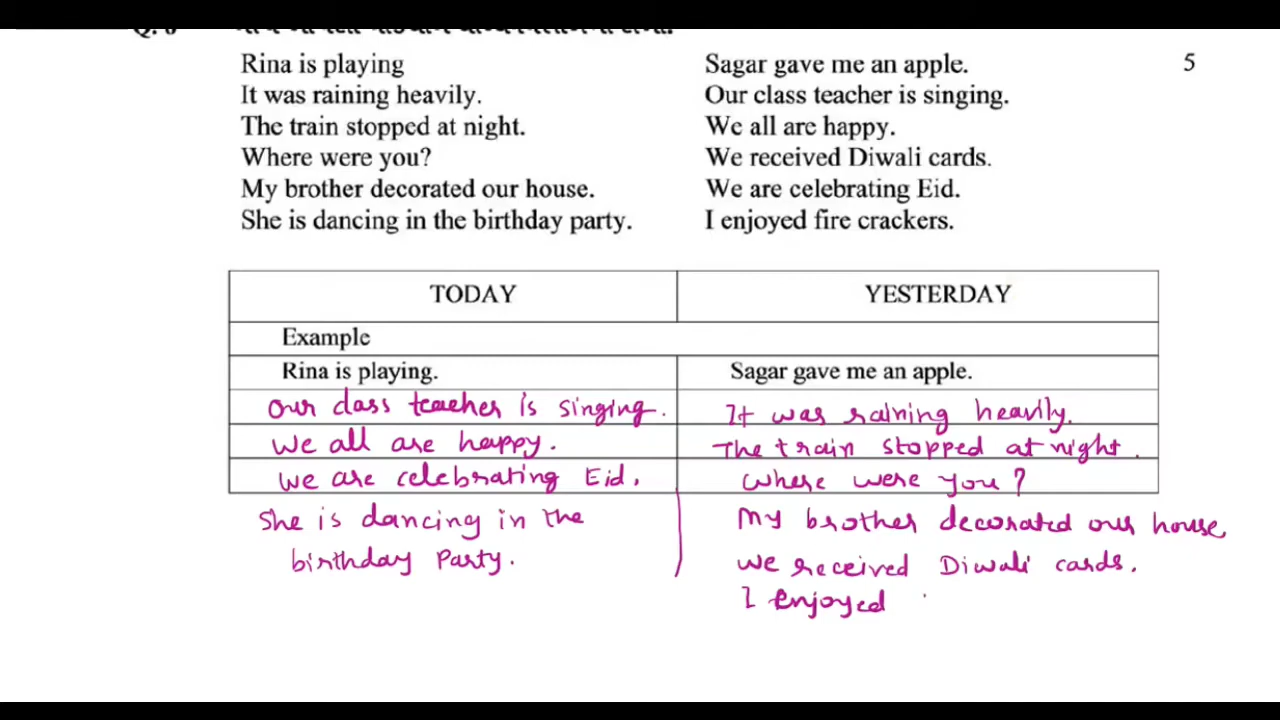 Rina is playing Sagar gave me an apple. 5
It was raining heavily. Our class teacher is singing.
The train stopped at night. We all are happy.
Where were you? We received Diwali cards.
My brother decorated our house. We are celebrating Eid.
She is dancing in the birthday party. I enjoyed fire crackers.
TODAY YESTERDAY
Example
Rina is playing. Sagar gave me an apple.
Our class teacher is singing. It was raining heavily.
We all are happy. The train stopped at night.
We are celebrating Eid. Where were you?
She is dancing in the My brother decorated our house
birthday Party. We received Diwali cards.
I enjoyed